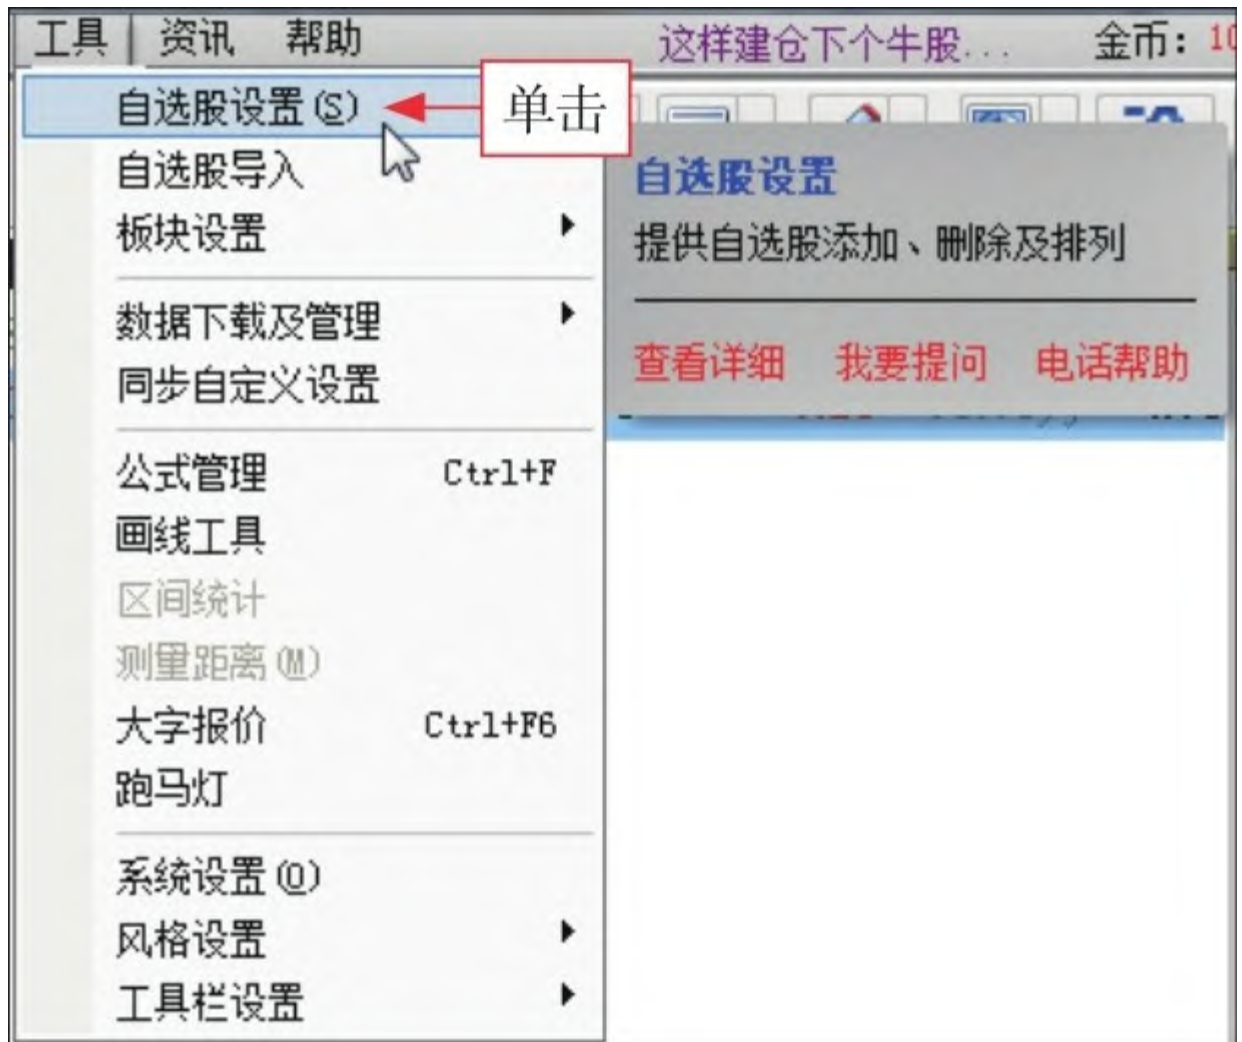 工具 资讯 帮助 这样建仓下个牛股... 金币：10
自选股设置(S) 单击
自选股导入
板块设置
数据下载及管理
同步自定义设置
公式管理 Ctrl+F
画线工具
区间统计
测量距离(M)
大字报价 Ctrl+F6
跑马灯
系统设置(O)
风格设置
工具栏设置
自选股设置
提供自选股添加、删除及排列
查看详细 我要提问 电话帮助